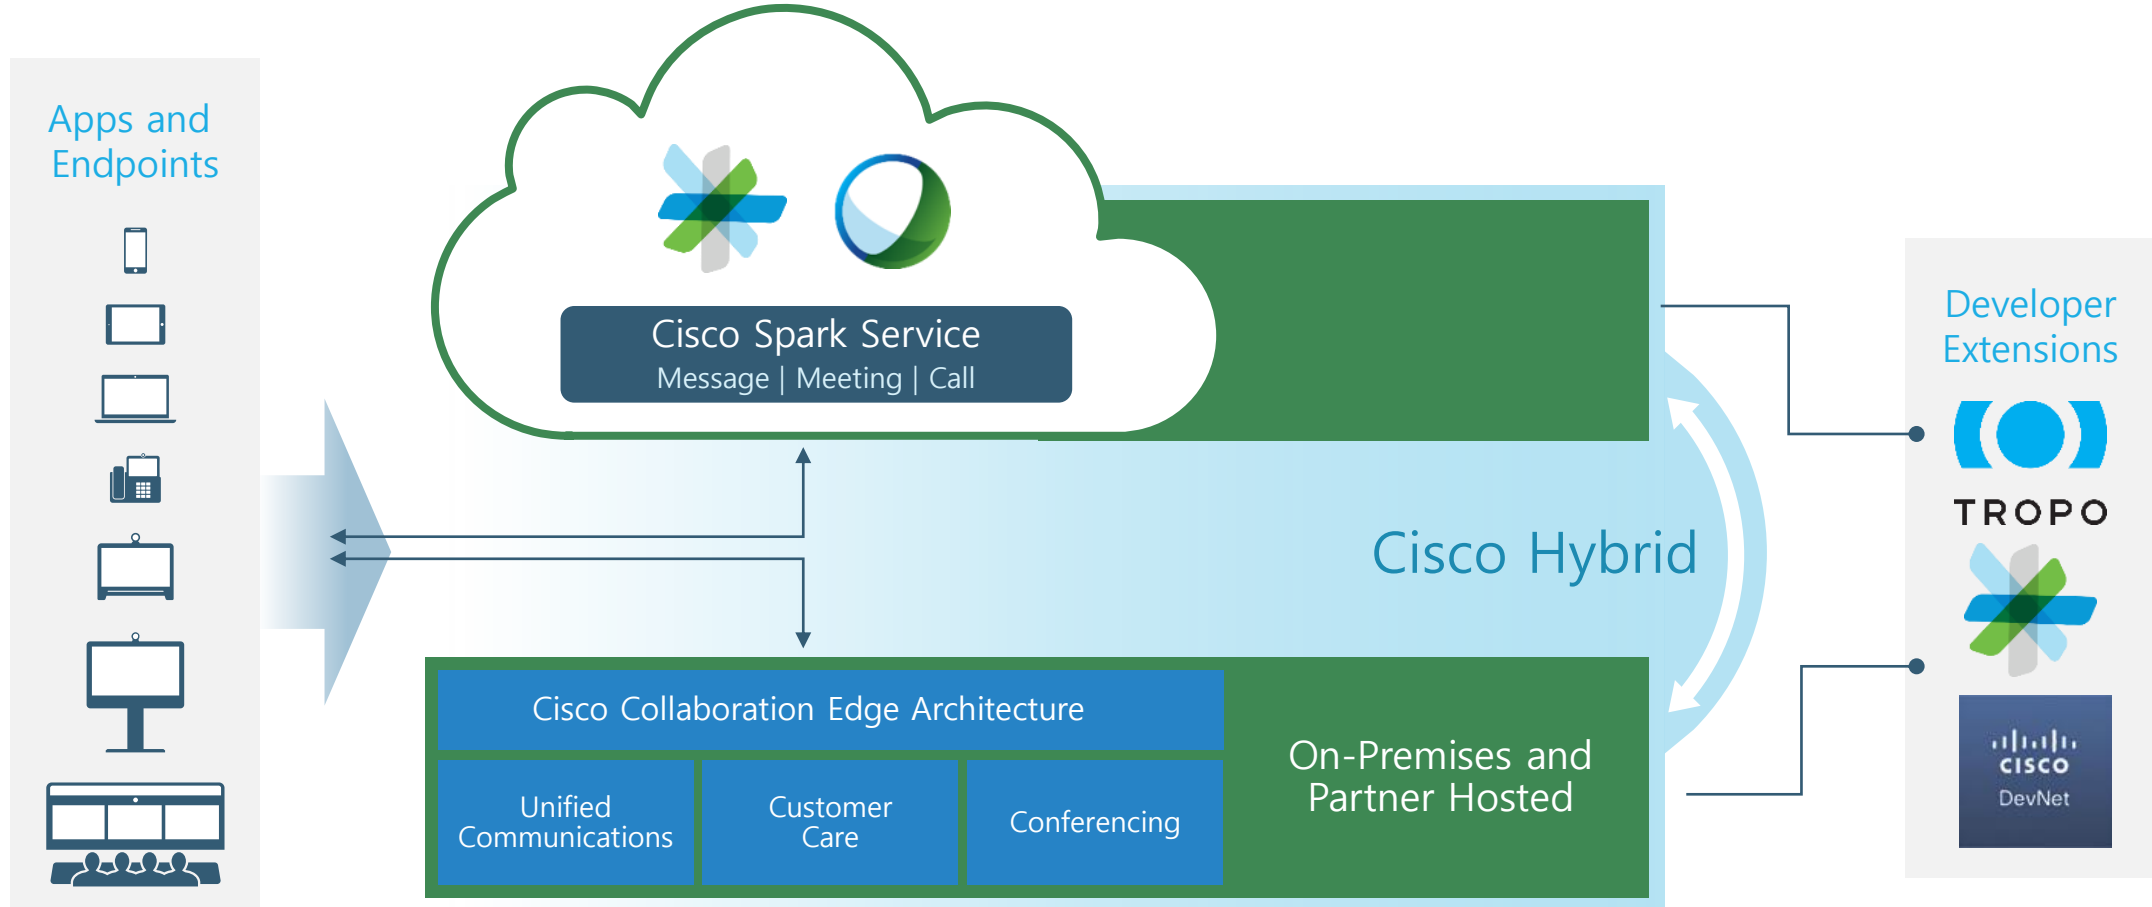 Apps and
Endpoints
Cisco Spark Service
Message | Meeting | Call
Cisco Hybrid
Cisco Collaboration Edge Architecture
Unified
Communications
Customer
Care
Conferencing
On-Premises and
Partner Hosted
Developer
Extensions
TROPO
CISCO
DevNet